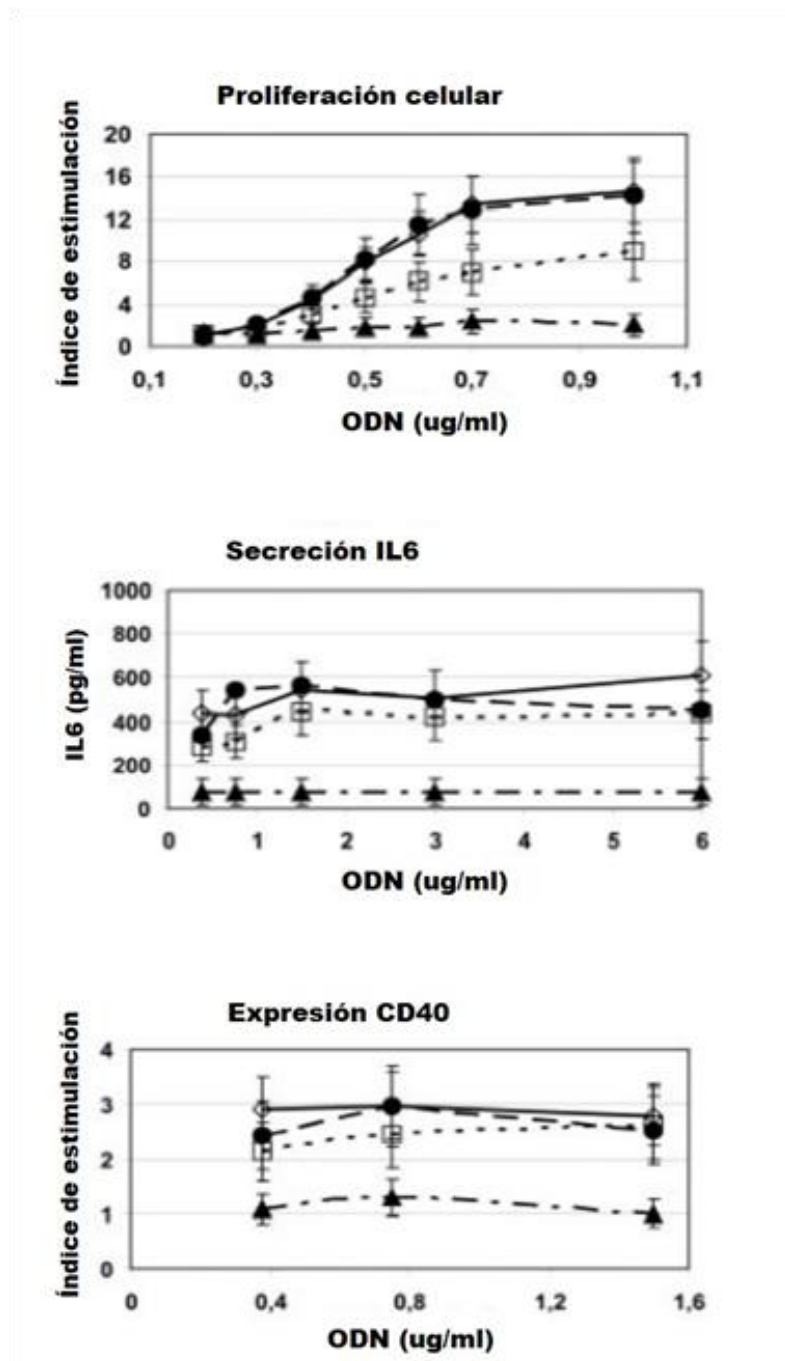 Proliferación celular
Índice de estimulación
20
16
12
8
4
0
0,1 0,3 0,5 0,7 0,9 1,1
ODN (ug/ml)
Secreción IL6
IL6 (pg/ml)
1000
800
600
400
200
0
0 1 2 3 4 5 6
ODN (ug/ml)
Expresión CD40
Índice de estimulación
4
3
2
1
0
0 0,4 0,8 1,2 1,6
ODN (ug/ml)